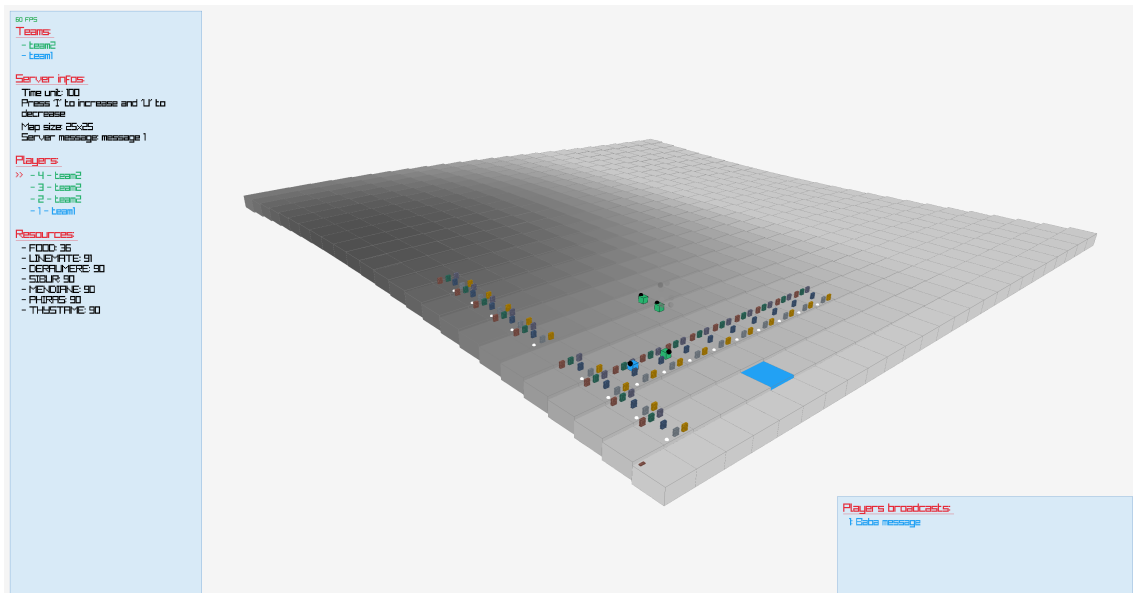 60 FPS
Teams:
- team2
- team1
Server infos:
Time unit: 100
Press 'I' to increase and 'U' to
decrease
Map size: 25x25
Server message: message 1
Players:
>> - 4 - team2
- 3 - team2
- 2 - team2
- 1 - team1
Resources:
- FOOD: 36
- LINEMATE: 91
- DERAUMERE: 90
- SIBUR: 90
- MENDIANE: 90
- PHIRAS: 90
- THYSTAME: 90
Players broadcasts:
1: Baba message